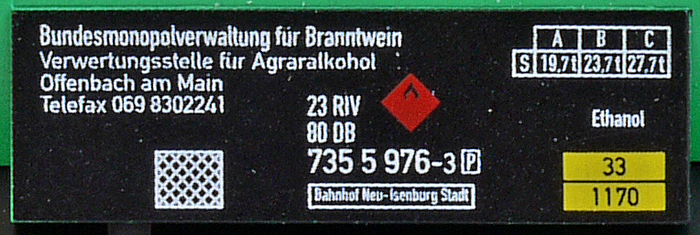 Bundesmonopolverwaltung für Branntwein
Verwertungsstelle für Agraralkohol
Offenbach am Main
Telefax 069 8302241
23 RIV
80 DB
735 5 976-3 P
Bahnhof Neu-Isenburg Stadt
A B C
S 19,7t 23,7t 27,7t
Ethanol
33
1170